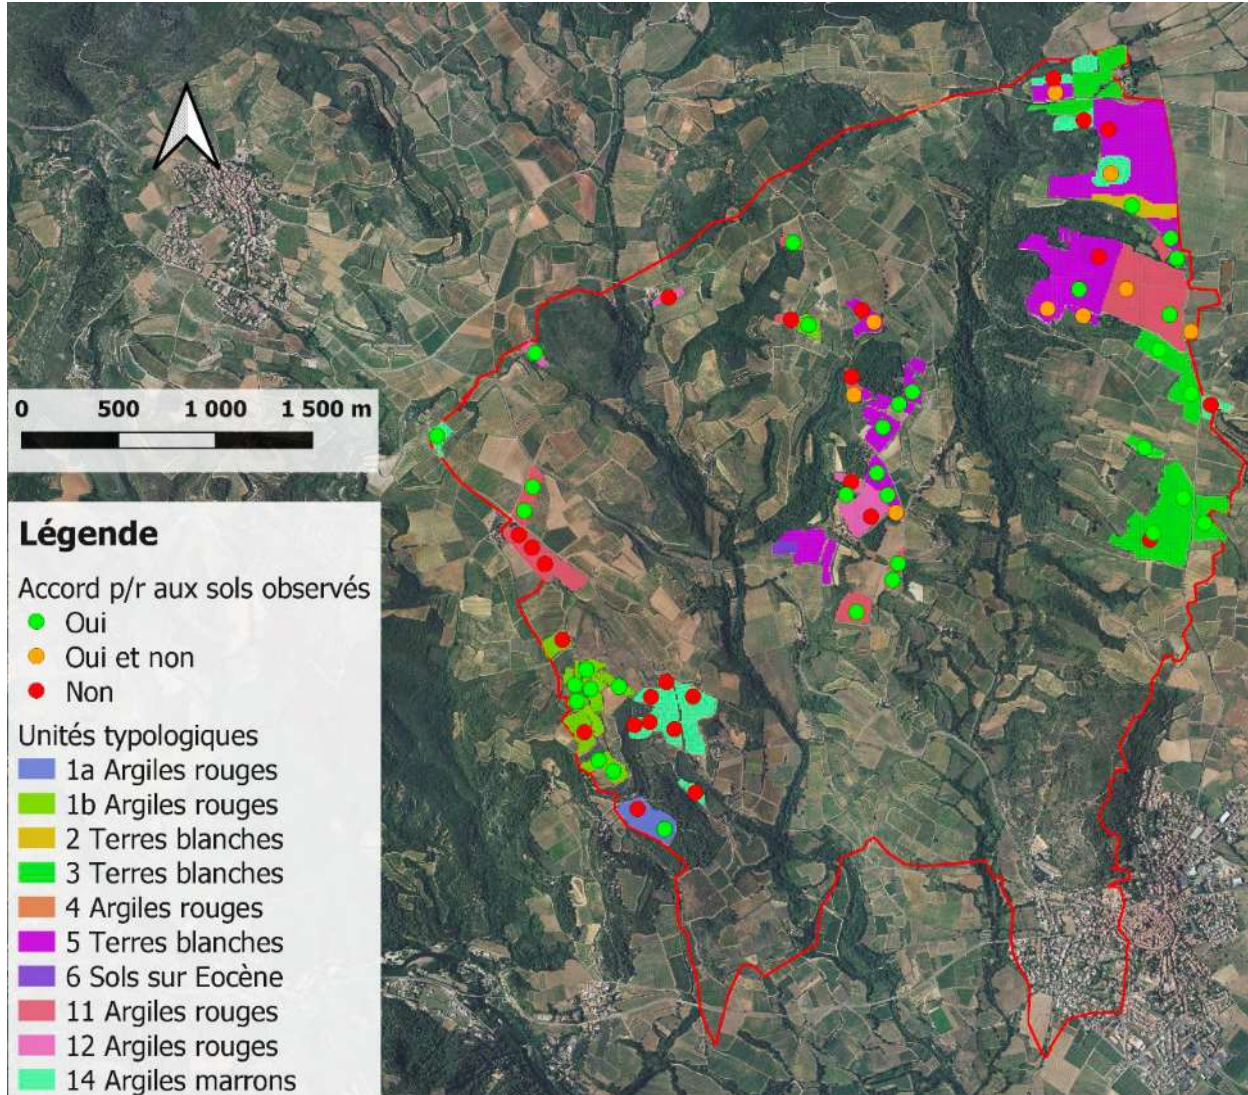 0 500 1 000 1 500 m
Légende
Accord p/r aux sols observés
Oui
Oui et non
Non
Unités typologiques
1a Argiles rouges
1b Argiles rouges
2 Terres blanches
3 Terres blanches
4 Argiles rouges
5 Terres blanches
6 Sols sur Eocène
11 Argiles rouges
12 Argiles rouges
14 Argiles marrons